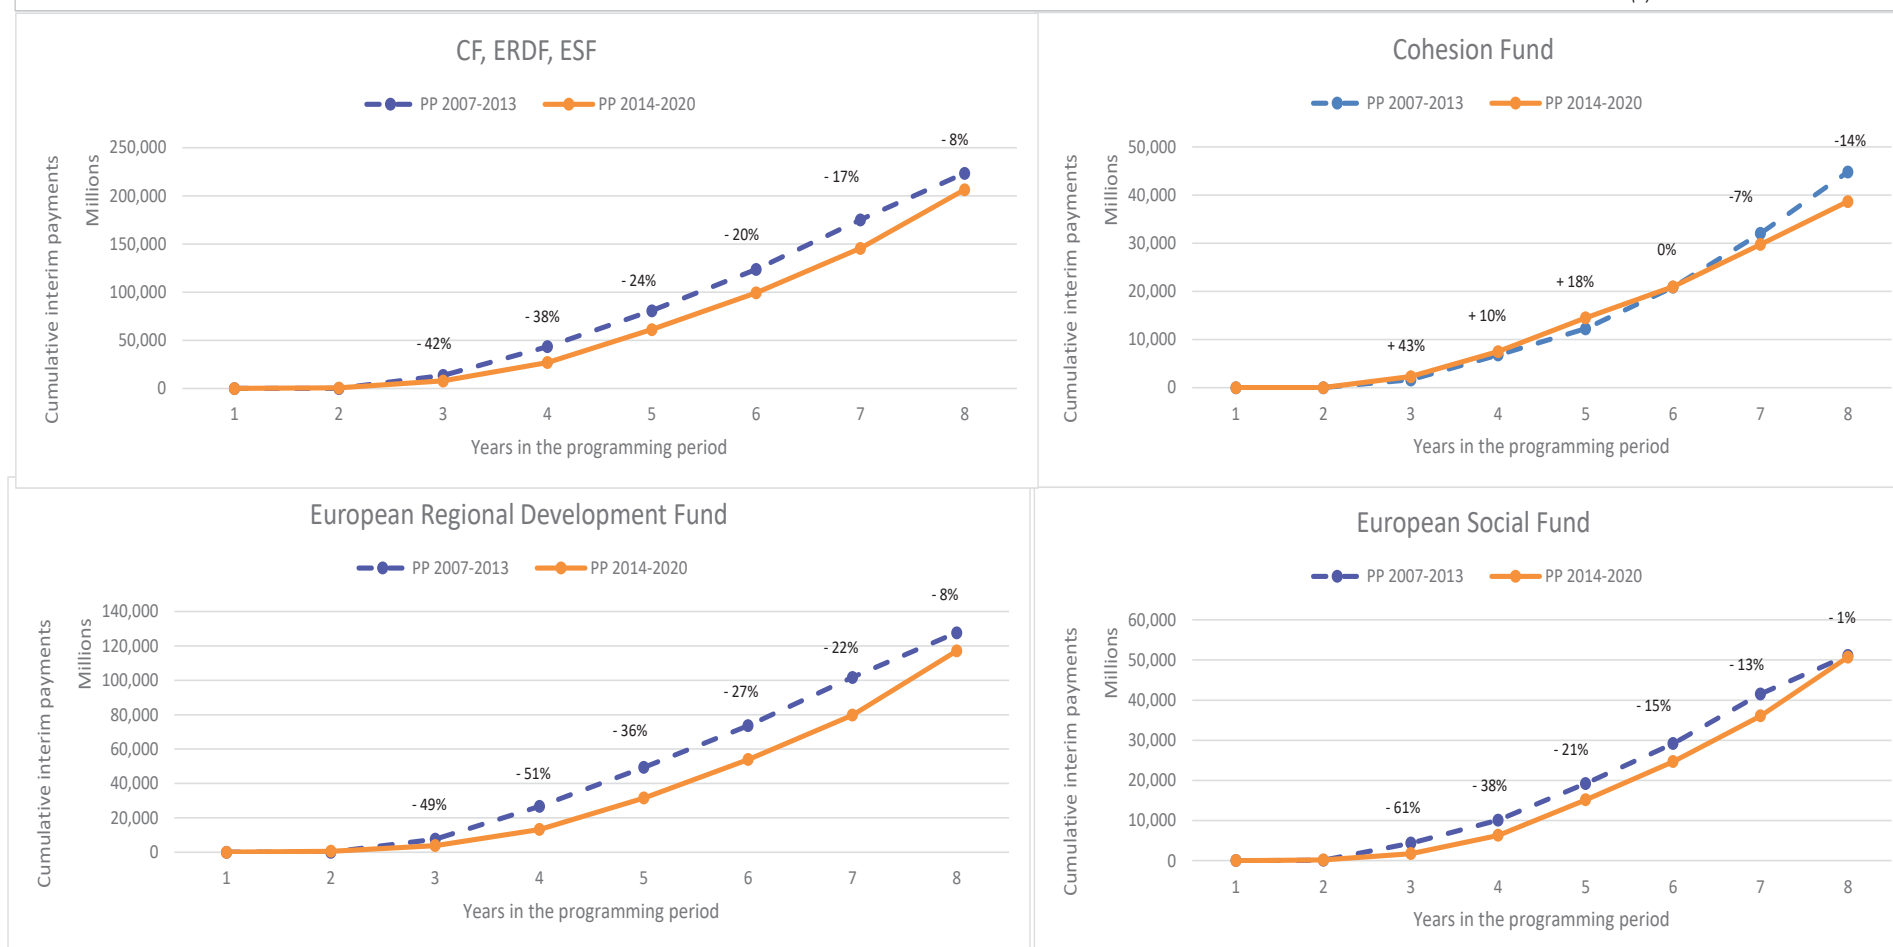 CF, ERDF, ESF
PP 2007-2013 PP 2014-2020
Cumulative interim payments
Millions
250,000
200,000
150,000
100,000
50,000
0
- 42%
- 38%
- 24%
- 20%
- 17%
- 8%
1 2 3 4 5 6 7 8
Years in the programming period
Cohesion Fund
PP 2007-2013 PP 2014-2020
Cumulative interim payments
Millions
50,000
40,000
30,000
20,000
10,000
0
+ 43%
+ 10%
+ 18%
0%
-7%
-14%
1 2 3 4 5 6 7 8
Years in the programming period
European Regional Development Fund
PP 2007-2013 PP 2014-2020
Cumulative interim payments
Millions
140,000
120,000
100,000
80,000
60,000
40,000
20,000
0
- 49%
- 51%
- 36%
- 27%
- 22%
- 8%
1 2 3 4 5 6 7 8
Years in the programming period
European Social Fund
PP 2007-2013 PP 2014-2020
Cumulative interim payments
Millions
60,000
50,000
40,000
30,000
20,000
10,000
0
- 61%
- 38%
- 21%
- 15%
- 13%
- 1%
1 2 3 4 5 6 7 8
Years in the programming period